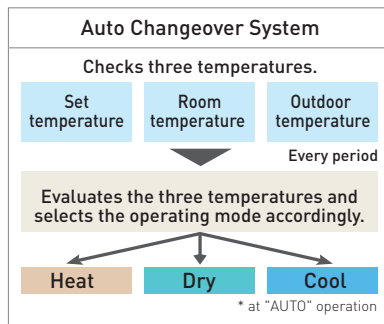 Auto Changeover System
Checks three temperatures.
Set
temperature
Room
temperature
Outdoor
temperature
Every period
Evaluates the three temperatures and
selects the operating mode accordingly.
Heat
Dry
Cool
* at "AUTO" operation